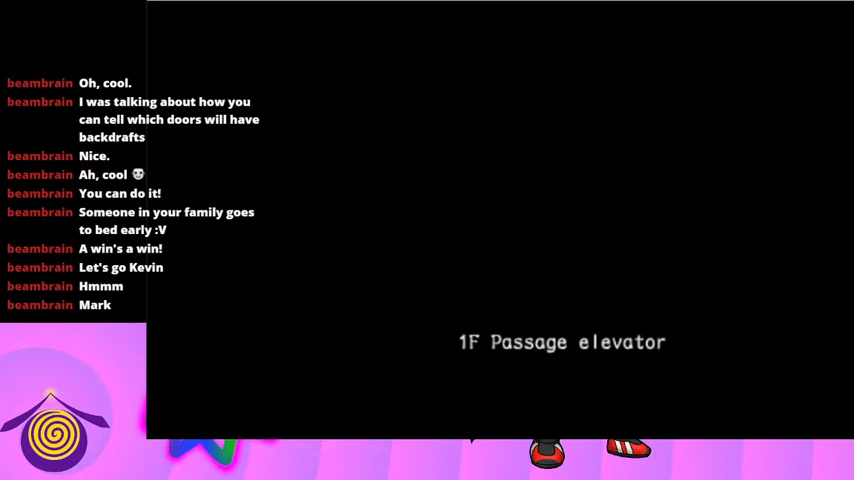 beambrain Oh, cool.
beambrain I was talking about how you
can tell which doors will have
backdrafts
beambrain Nice.
beambrain Ah, cool
beambrain You can do it!
beambrain Someone in your family goes
to bed early :V
beambrain A win's a win!
beambrain Let's go Kevin
beambrain Hmmm
beambrain Mark
1F Passage elevator